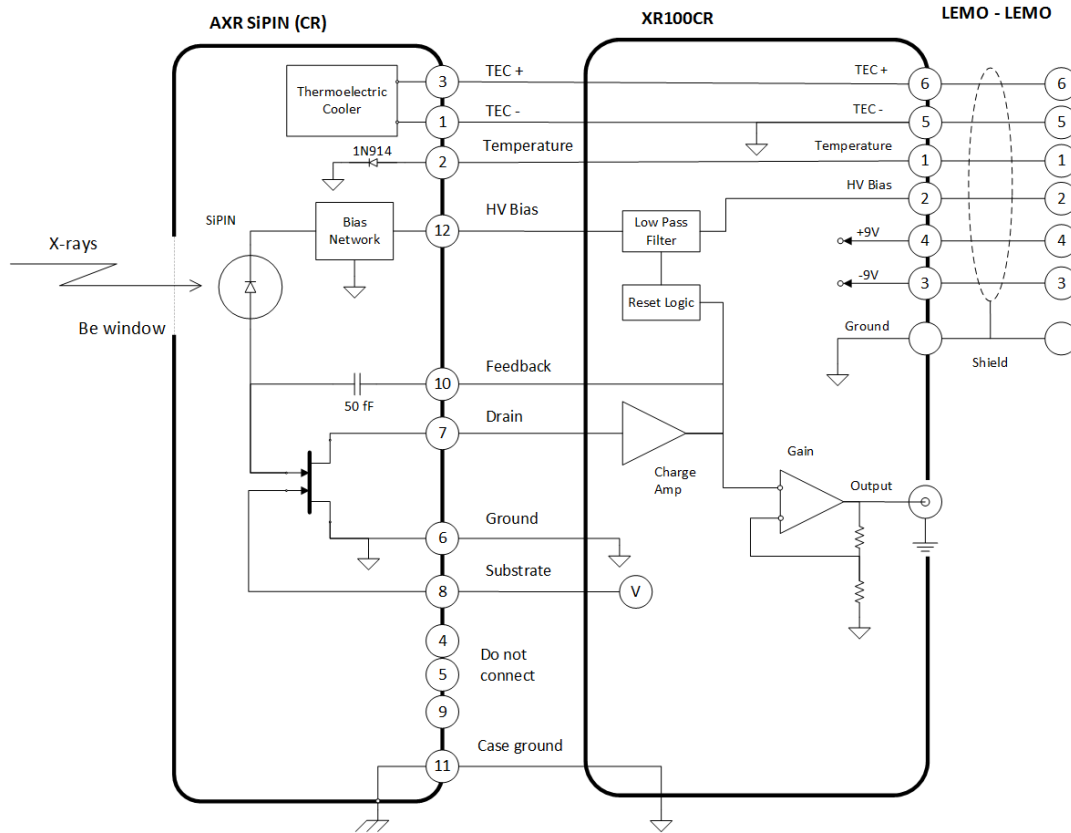 AXR SiPIN (CR)
XR100CR
LEMO - LEMO
Thermoelectric
Cooler
3
TEC +
TEC +
6
6
1
TEC -
TEC -
5
5
1N914
2
Temperature
Temperature
1
1
SiPIN
Bias
Network
12
HV Bias
Low Pass
Filter
HV Bias
2
2
X-rays
+9V
4
4
-9V
3
3
Reset Logic
Be window
Ground
Shield
50 fF
10
Feedback
7
Drain
Charge
Amp
Gain
Output
6
Ground
8
Substrate
V
4
5
9
Do not
connect
11
Case ground